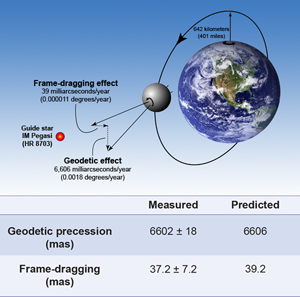 642 kilometers
(401 miles)
Frame-dragging effect
39 milliarcseconds/year
(0.000011 degrees/year)
Guide star
IM Pegasi
(HR 8703)
Geodetic effect
6,606 milliarcseconds/year
(0.0018 degrees/year)
Measured Predicted
Geodetic precession
(mas)
6602 ± 18 6606
Frame-dragging
(mas)
37.2 ± 7.2 39.2